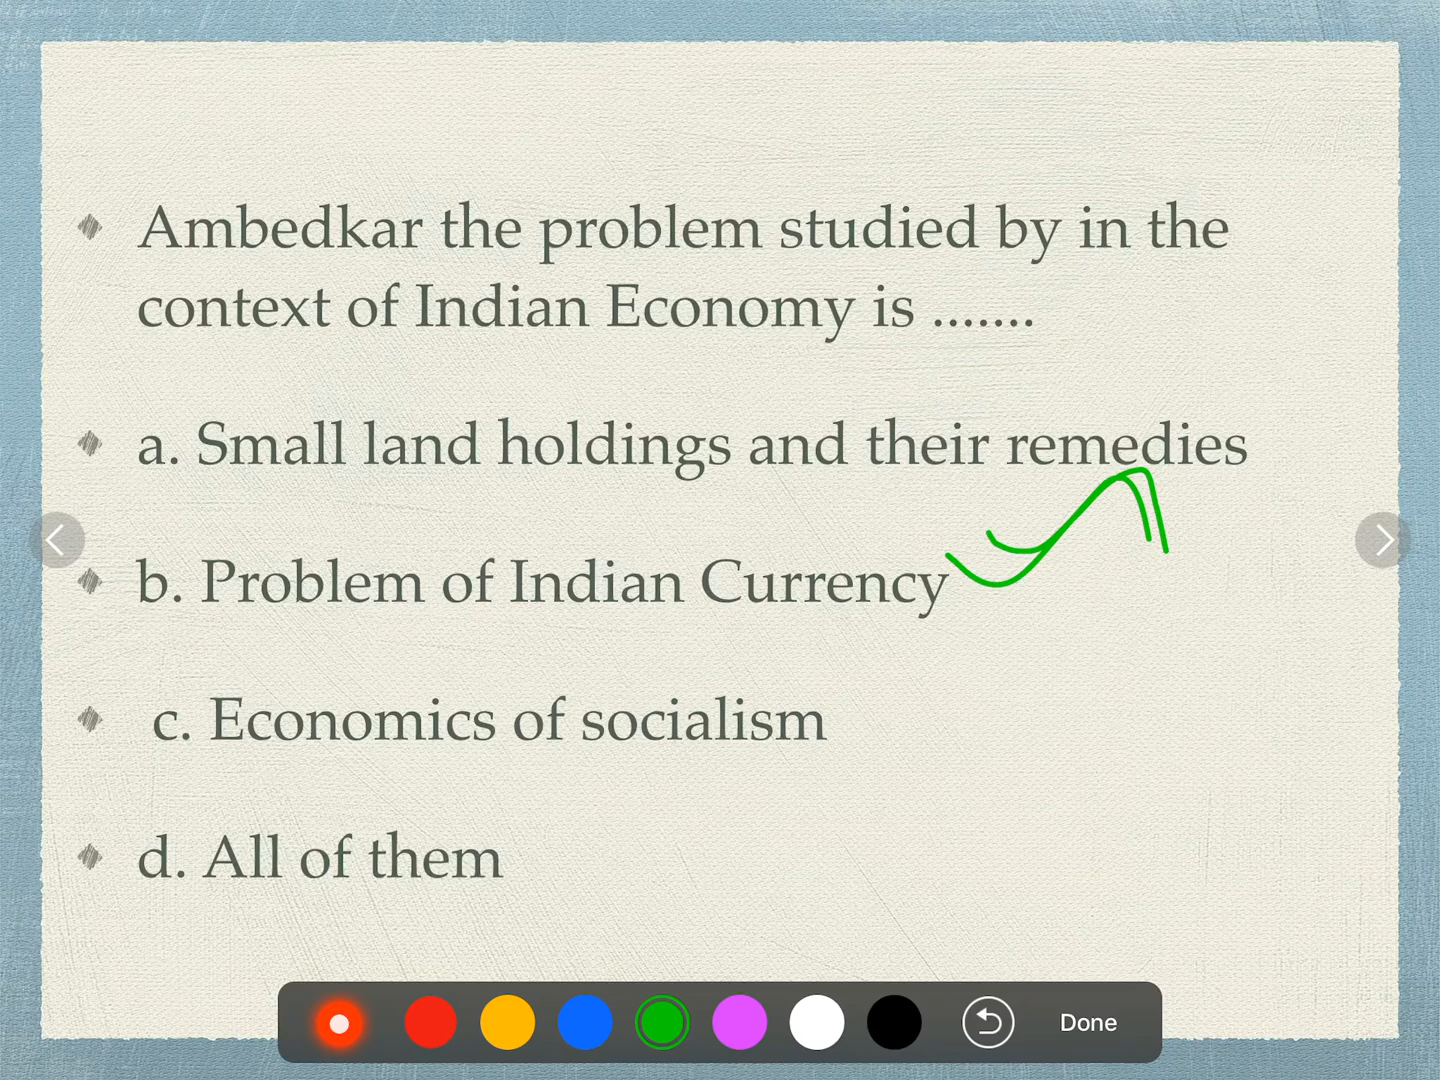 Ambedkar the problem studied by in the
context of Indian Economy is .......
a. Small land holdings and their remedies
b. Problem of Indian Currency
c. Economics of socialism
d. All of them
Done